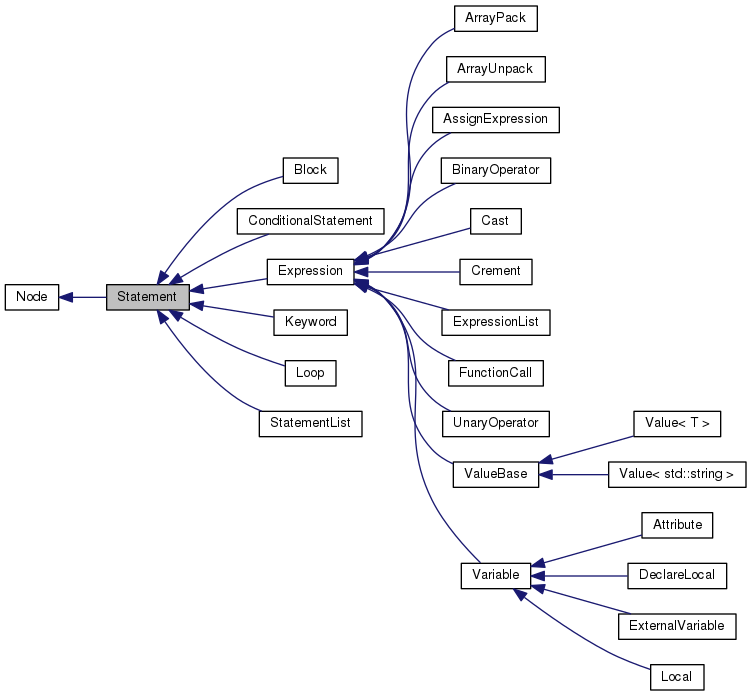 ArrayPack
ArrayUnpack
AssignExpression
Block
BinaryOperator
ConditionalStatement
Cast
Expression
Crement
Node
Statement
Keyword
ExpressionList
Loop
FunctionCall
StatementList
UnaryOperator
Value< T >
ValueBase
Value< std::string >
Attribute
Variable
DeclareLocal
ExternalVariable
Local